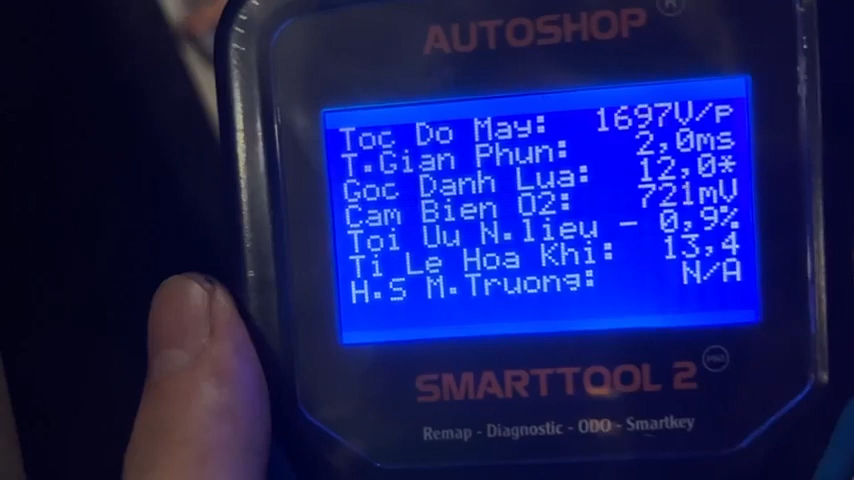 AUTOSHOP ®
Toc Do May: 1697V/p
T.Gian Phun: 2,0ms
Goc Danh Lua: 12,0*
Cam Bien O2: 721mV
Toi Uu N.lieu - 0,9%
Ti Le Hoa Khi: 13,4
H.S M.Truong: N/A
SMARTTOOL 2
Remap - Diagnostic - ODO - Smartkey